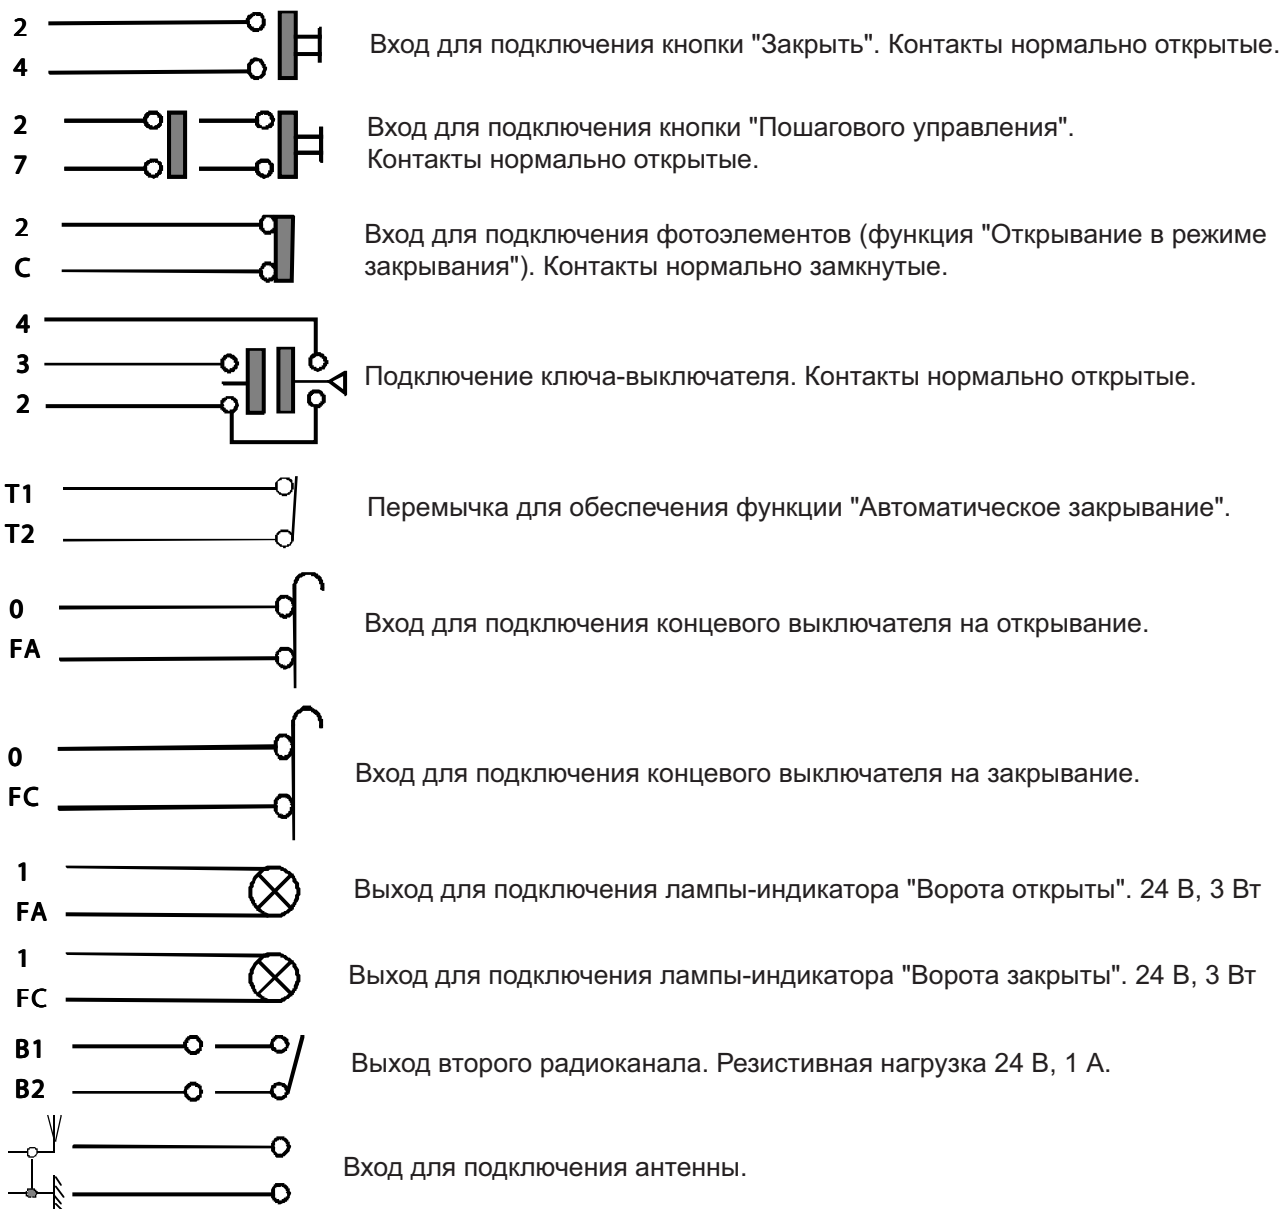 2
Вход для подключения кнопки "Закрыть". Контакты нормально открытые.
4
2
Вход для подключения кнопки "Пошагового управления".
7
Контакты нормально открытые.
2
Вход для подключения фотоэлементов (функция "Открывание в режиме
C
закрывания"). Контакты нормально замкнутые.
4
3
Подключение ключа-выключателя. Контакты нормально открытые.
2
T1
Перемычка для обеспечения функции "Автоматическое закрывание".
T2
0
Вход для подключения концевого выключателя на открывание.
FA
0
Вход для подключения концевого выключателя на закрывание.
FC
1
Выход для подключения лампы-индикатора "Ворота открыты". 24 В, 3 Вт
FA
1
Выход для подключения лампы-индикатора "Ворота закрыты". 24 В, 3 Вт
FC
B1
Выход второго радиоканала. Резистивная нагрузка 24 В, 1 А.
B2
Вход для подключения антенны.